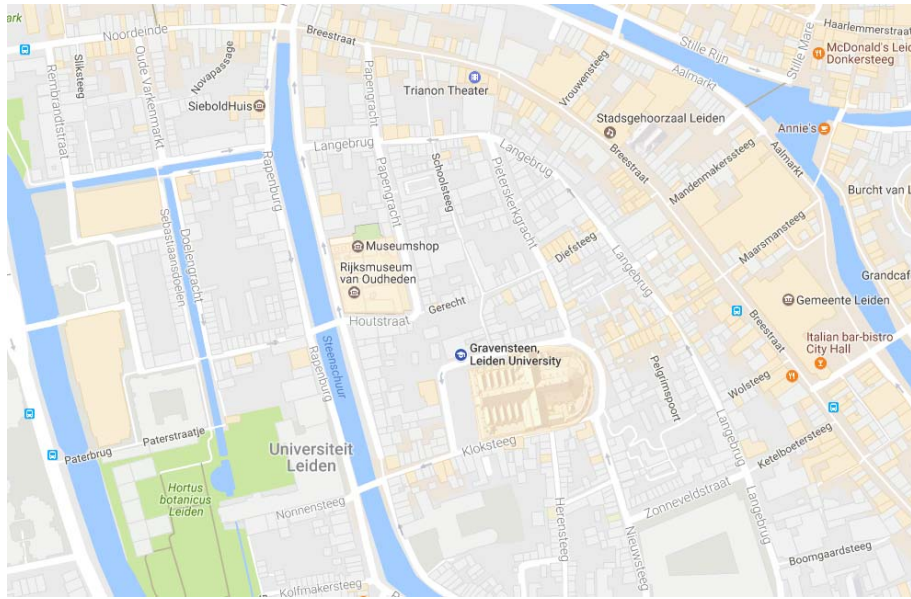 Noordeinde
Breestraat
Haarlemmerstraat
Stille Mare
Stille Rijn
McDonald's Leid
Donkersteeg
ark
Rembrandtstraat
Sliksteeg
Oude Varkenmarkt
Novapassage
Papengracht
Trianon Theater
Vrouwensteeg
Aalmarkt
SieboldHuis
Stadsgehoorzaal Leiden
Annie's
Langebrug
Langebrug
Breestraat
Aalmarkt
Rapenburg
Papengracht
Schoolsteeg
Pieterskerkgracht
Mandenmakerssteeg
Burcht van L
Sebastiaansdoelen
Doelengracht
Museumshop
Diefsteeg
Maarsmansteeg
Rijksmuseum
van Oudheden
Langebrug
Grandcaf
Gerecht
Gemeente Leiden
Houtstraat
Breestraat
Steenschuur
Rapenburg
Gravensteen,
Leiden University
Italian bar-bistro
City Hall
Pelgrimspoort
Wolsteeg
Paterstraatje
Paterbrug
Universiteit
Leiden
Kloksteeg
Langebrug
Ketelboetersteeg
Hortus
botanicus
Leiden
Nonnensteeg
Herensteeg
Zonneveldstraat
Langebrug
Nieuwsteeg
Boomgaardsteeg
Kolfmakersteeg